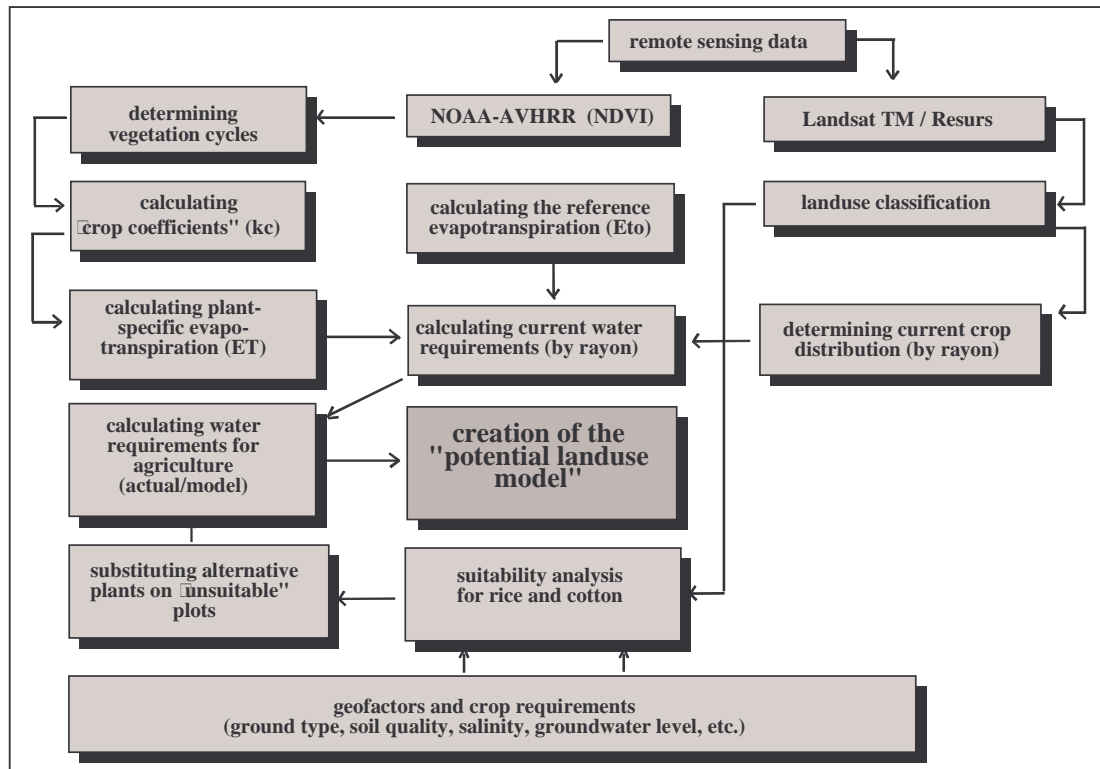 remote sensing data
determining
vegetation cycles
NOAA-AVHRR (NDVI)
Landsat TM / Resurs
calculating
crop coefficients" (kc)
calculating the reference
evapotranspiration (Eto)
landuse classification
calculating plant-
specific evapo-
transpiration (ET)
calculating current water
requirements (by rayon)
determining current crop
distribution (by rayon)
calculating water
requirements for
agriculture
(actual/model)
creation of the
"potential landuse
model"
substituting alternative
plants on unsuitable"
plots
suitability analysis
for rice and cotton
geofactors and crop requirements
(ground type, soil quality, salinity, groundwater level, etc.)